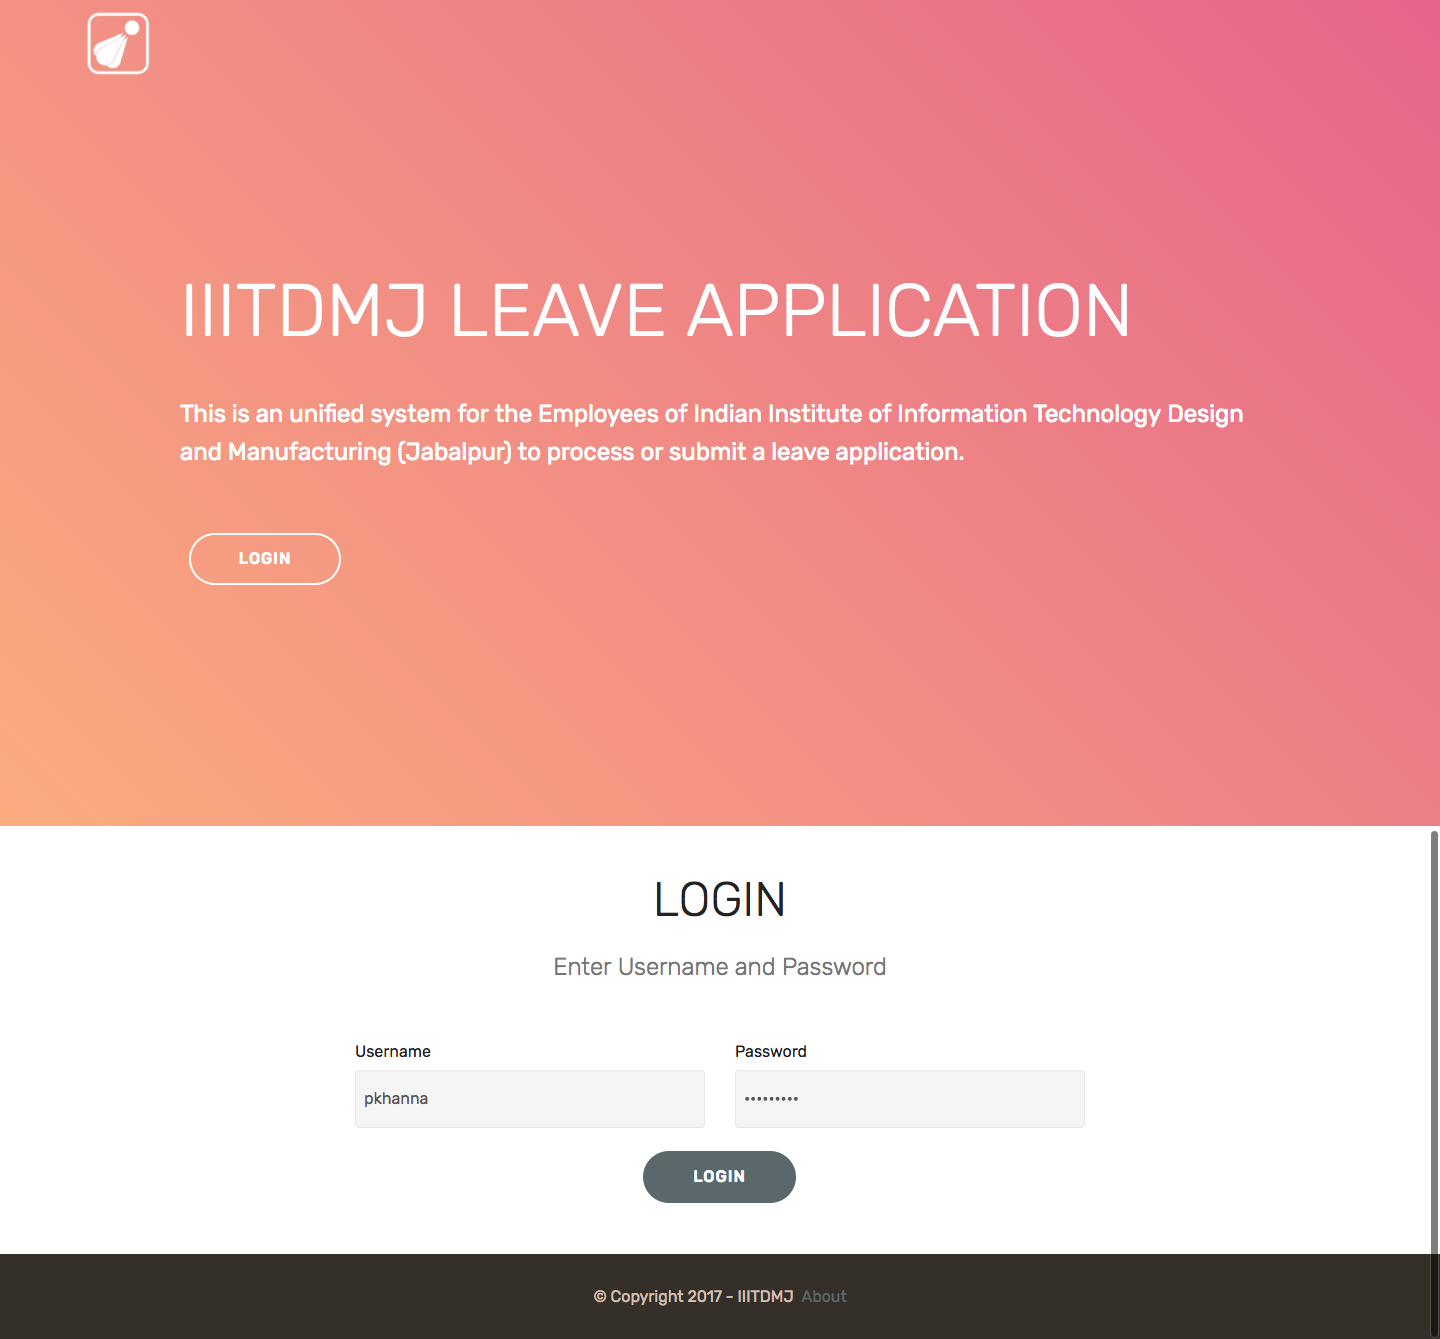 IIITDMJ LEAVE APPLICATION
This is an unified system for the Employees of Indian Institute of Information Technology Design
and Manufacturing (Jabalpur) to process or submit a leave application.
LOGIN
LOGIN
Enter Username and Password
Username Password
pkhanna •••••••••
LOGIN
© Copyright 2017 - IIITDMJ About